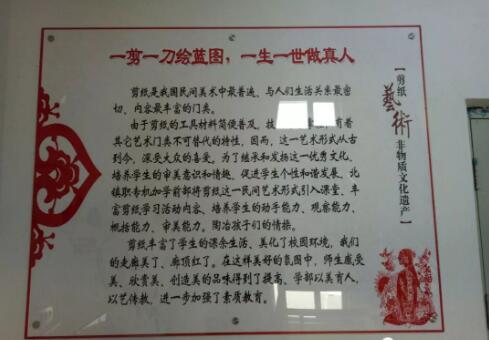 一剪一刀绘蓝图，一生一世做真人
剪纸是我国民间美术中最普遍、与人们生活关系最密
切、内容最丰富的门类。
由于剪纸的工具材料简便普及，技 有着
其它艺术门类不可替代的特性，因而，这一艺术形式从古
到今，深受大众的喜爱，为了继承和发扬这一优秀文化，
培养学生的审美意识和情趣，促进学生个性和谐发展，北
镇职专机加学前部将剪纸这一民间艺术形式引入课堂，丰
富剪纸学习活动内容、培养学生的动手能力、观察能力、
概括能力、审美能力。陶冶孩子们的情操。
剪纸丰富了学生的课余生活、美化了校园环境，我们
的走廊美了、廊顶红了。在这样美好的氛围中，师生感受
美、欣赏美、创造美的品味得到了提高、学部以美育人，
以艺传教，进一步加强了素质教育。
【剪纸
藝術
非物质文化遗产】